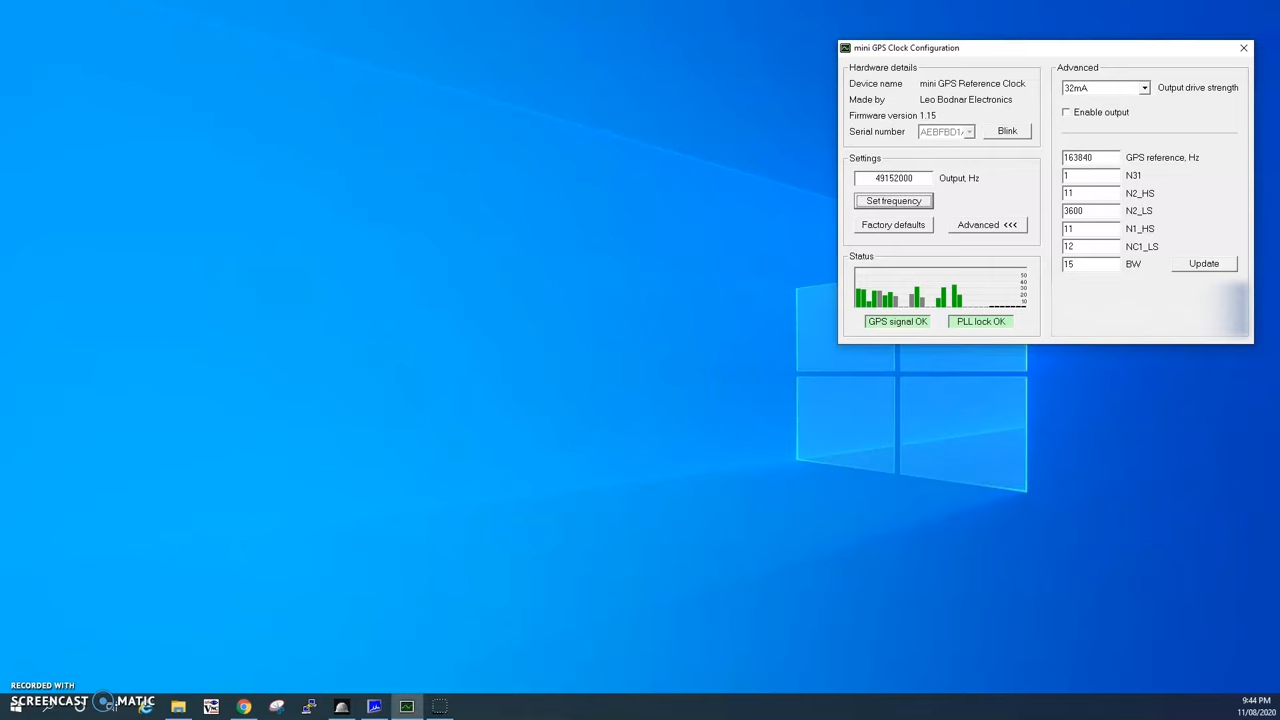 mini GPS Clock Configuration
Hardware details
Device name mini GPS Reference Clock
Made by Leo Bodnar Electronics
Firmware version 1.15
Serial number AEBFBD1 Blink
Settings
49152000 Output, Hz
Set frequency
Factory defaults Advanced <<<
Status
50
40
30
20
10
GPS signal OK PLL lock OK
Advanced
32mA Output drive strength
Enable output
163840 GPS reference, Hz
1 N31
11 N2_HS
3600 N2_LS
11 N1_HS
12 NC1_LS
15 BW Update
RECORDED WITH
SCREENCAST MATIC
9:44 PM
11/08/2020